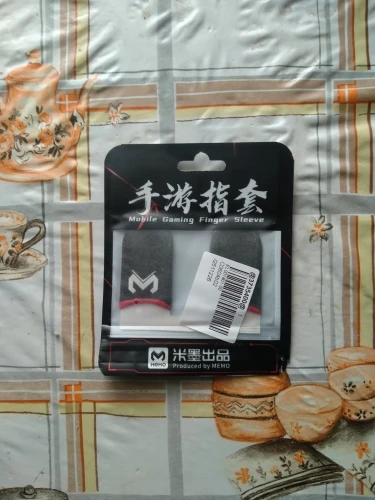 手游指套
Mobile Gaming Finger Sleeve
MEMO
米墨出品
Produced by MEMO